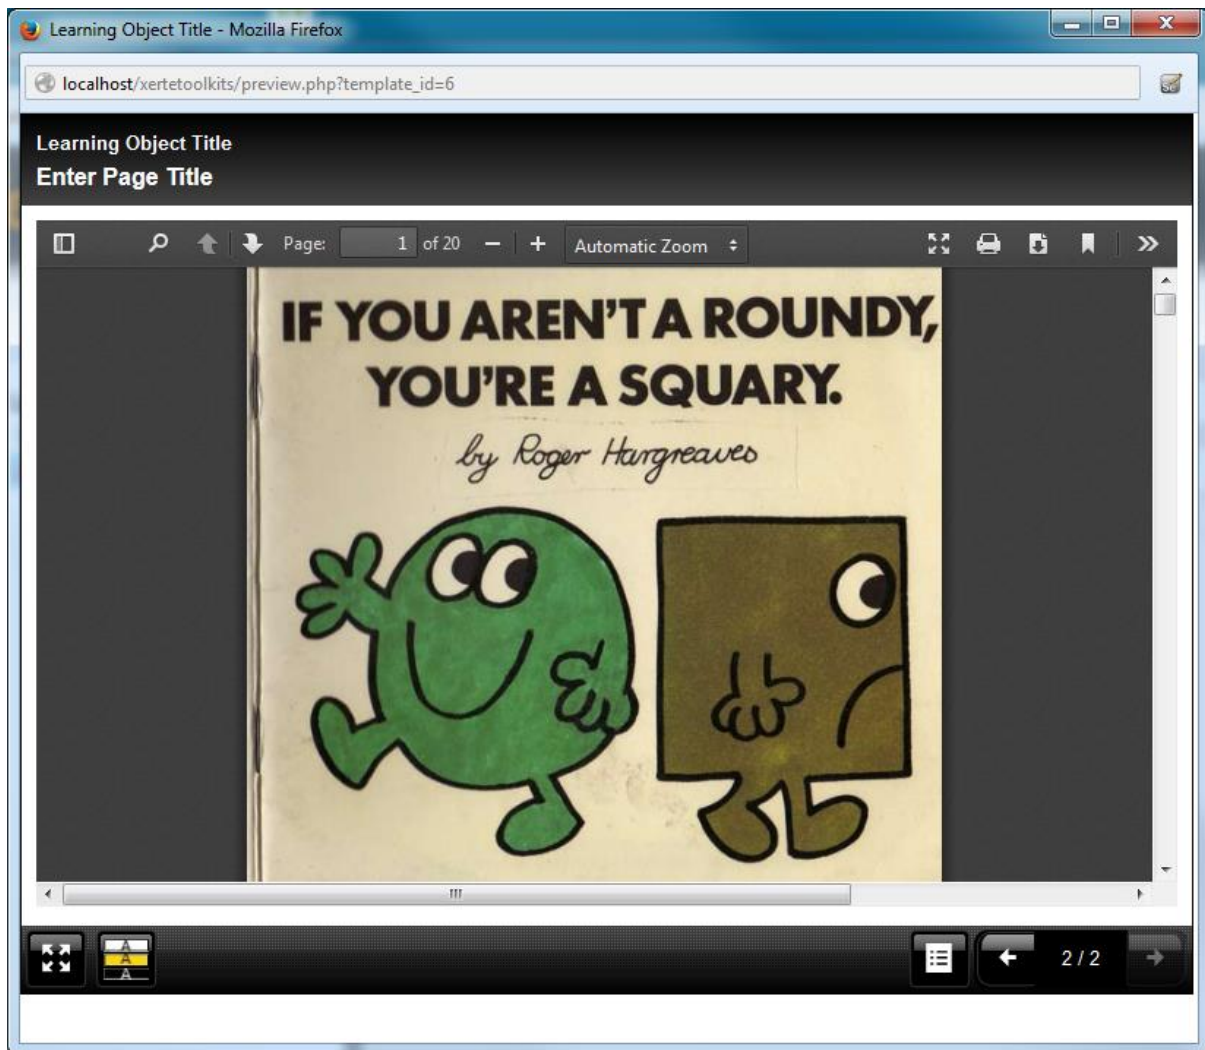 Learning Object Title - Mozilla Firefox
localhost/xertetoolkits/preview.php?template_id=6
Learning Object Title
Enter Page Title
Page: 1 of 20 Automatic Zoom
IF YOU AREN'T A ROUNDY,
YOU'RE A SQUARY.
by Roger Hargreaves
A
A
A
2 / 2